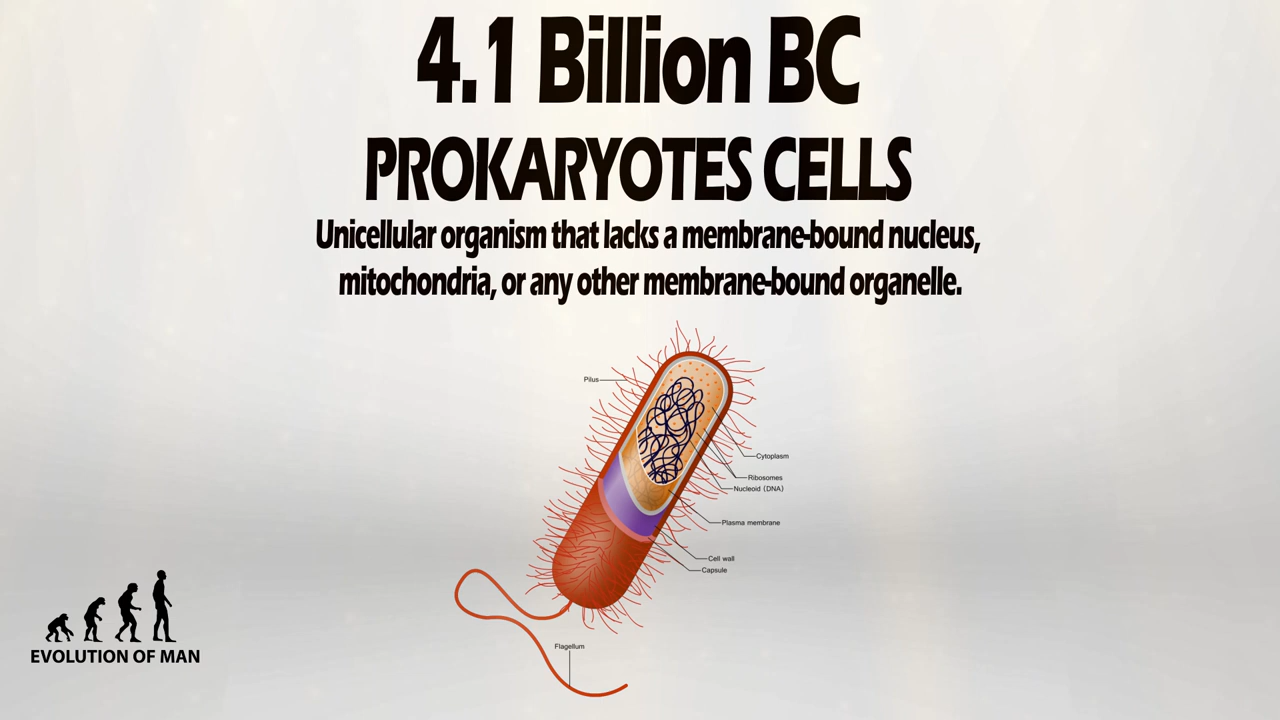 4.1 Billion BC
PROKARYOTES CELLS
Unicellular organism that lacks a membrane-bound nucleus,
mitochondria, or any other membrane-bound organelle.
Pilus
Cytoplasm
Ribosomes
Nucleoid (DNA)
Plasma membrane
Cell wall
Capsule
Flagellum
EVOLUTION OF MAN